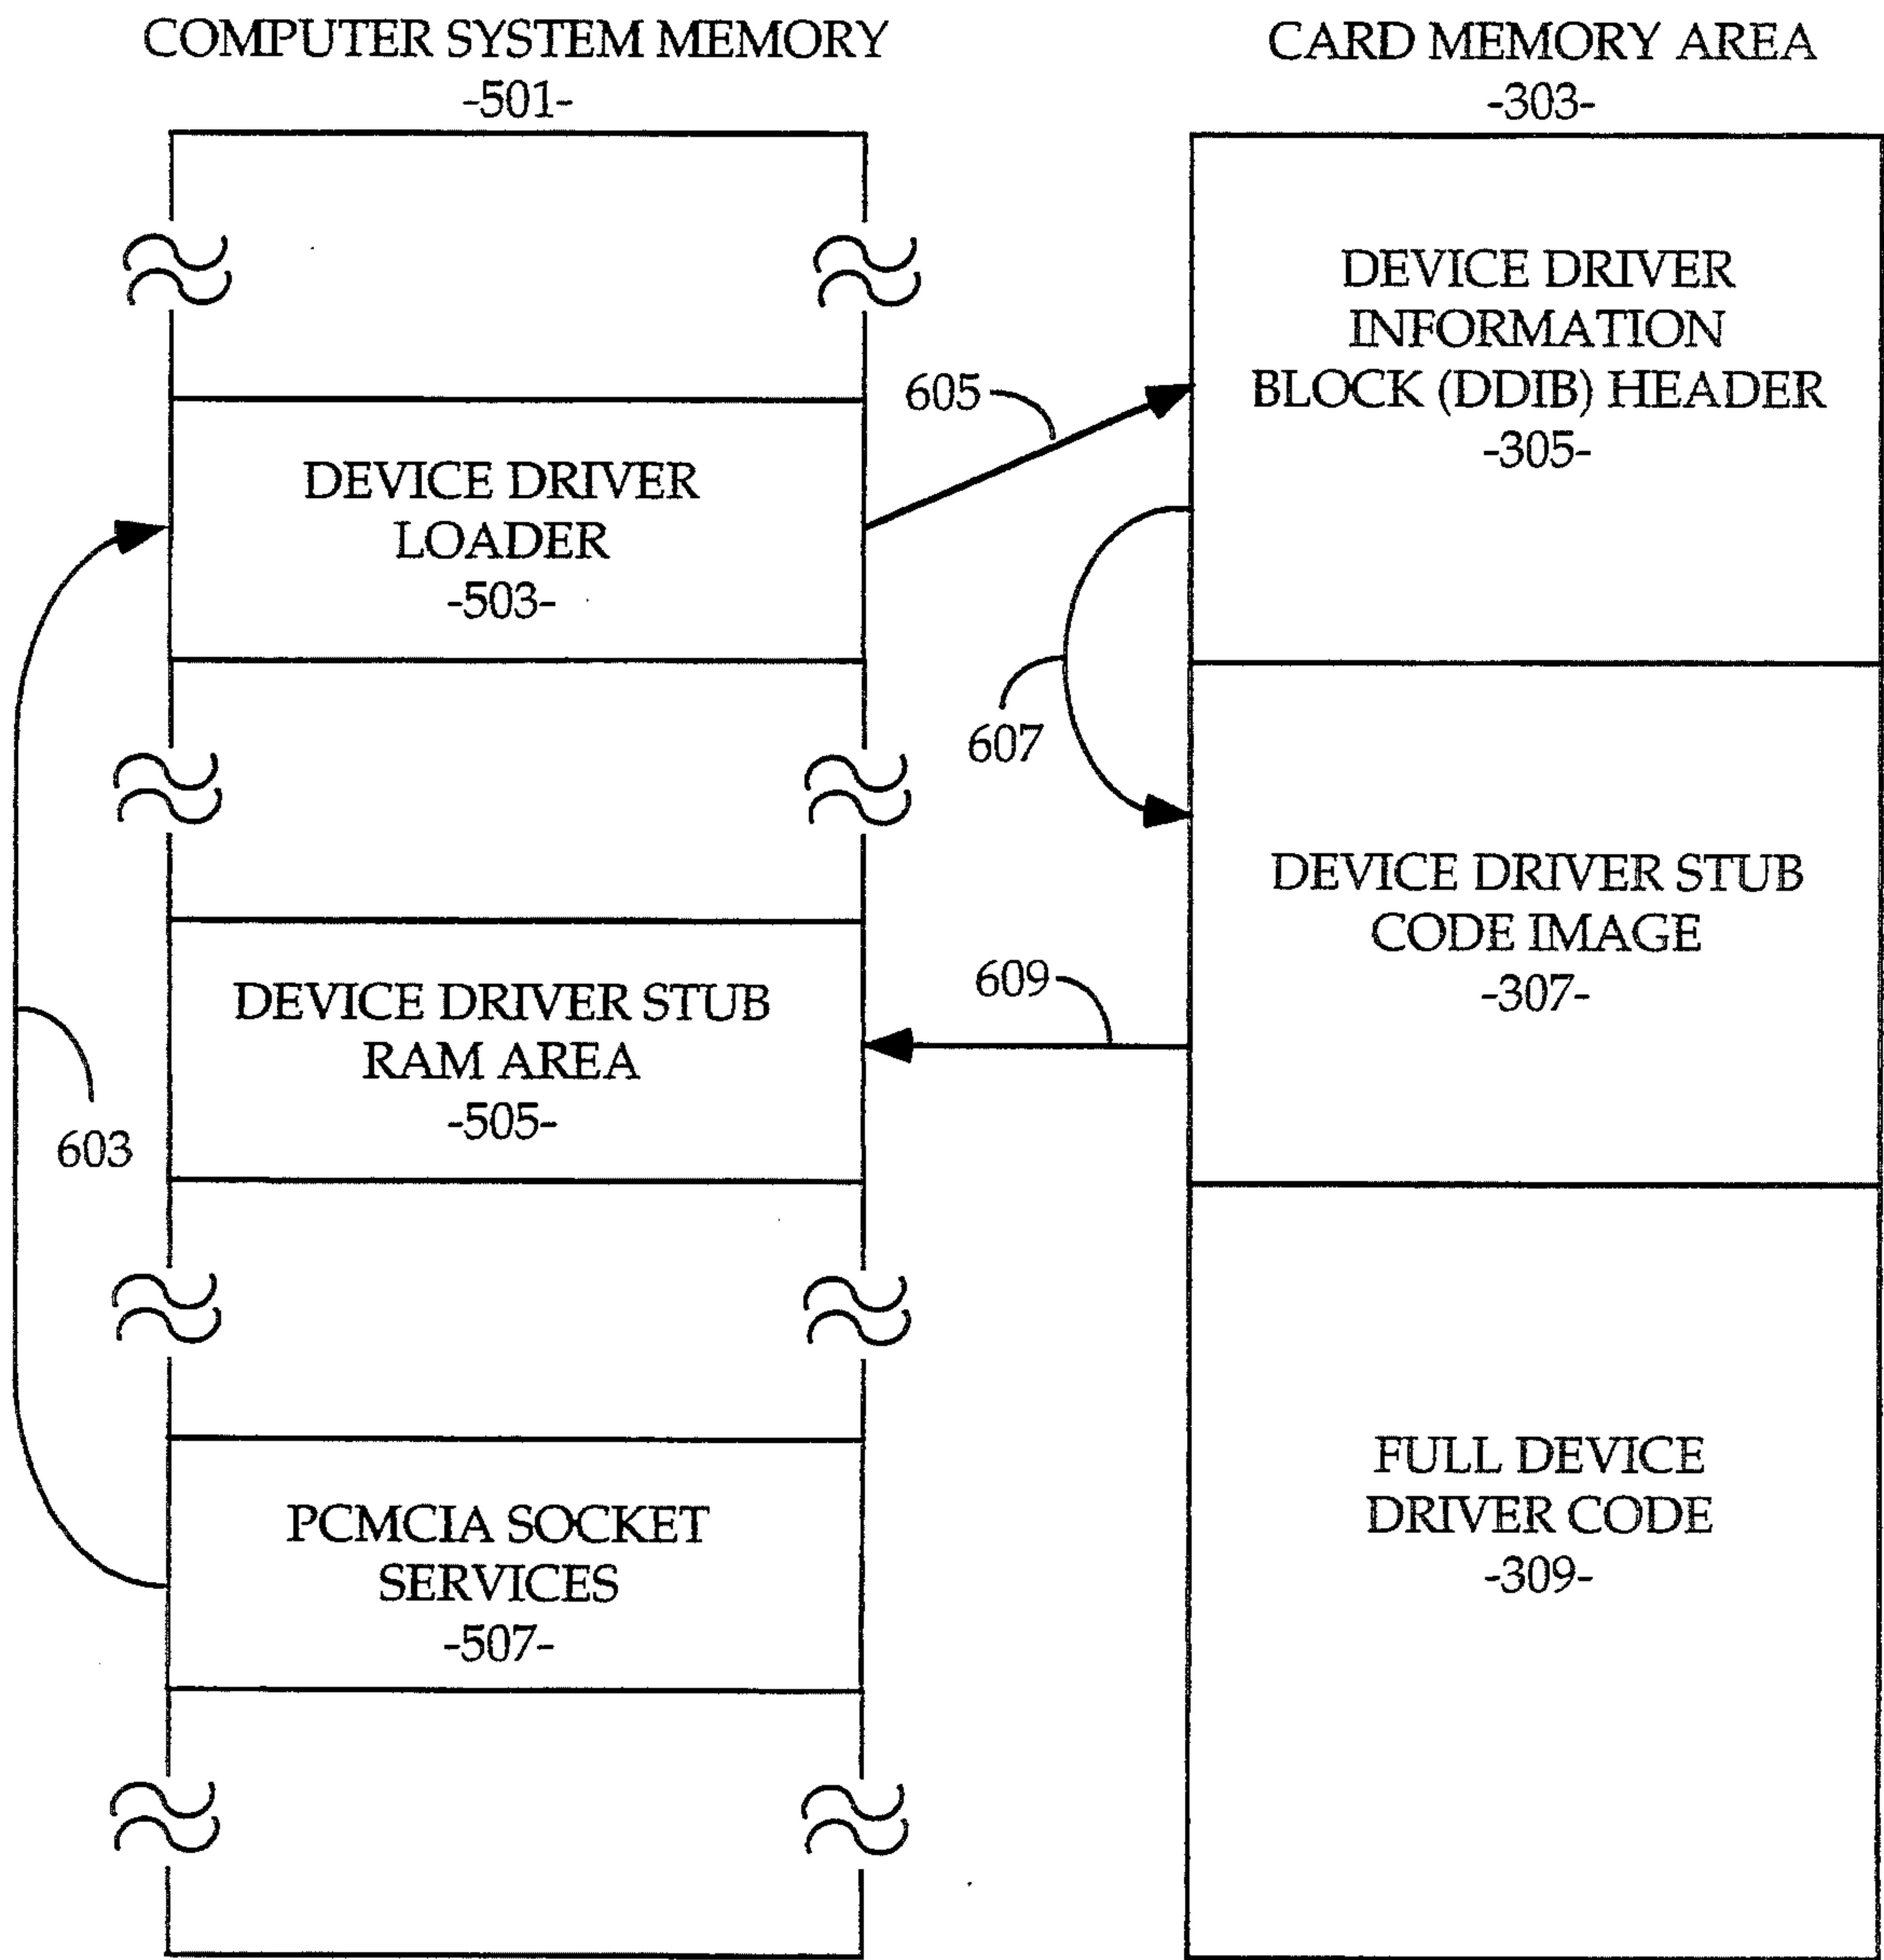 COMPUTER SYSTEM MEMORY
-501-
DEVICE DRIVER
LOADER
-503-
DEVICE DRIVER STUB
RAM AREA
-505-
PCMCIA SOCKET
SERVICES
-507-
603
605
607
609
CARD MEMORY AREA
-303-
DEVICE DRIVER
INFORMATION
BLOCK (DDIB) HEADER
-305-
DEVICE DRIVER STUB
CODE IMAGE
-307-
FULL DEVICE
DRIVER CODE
-309-